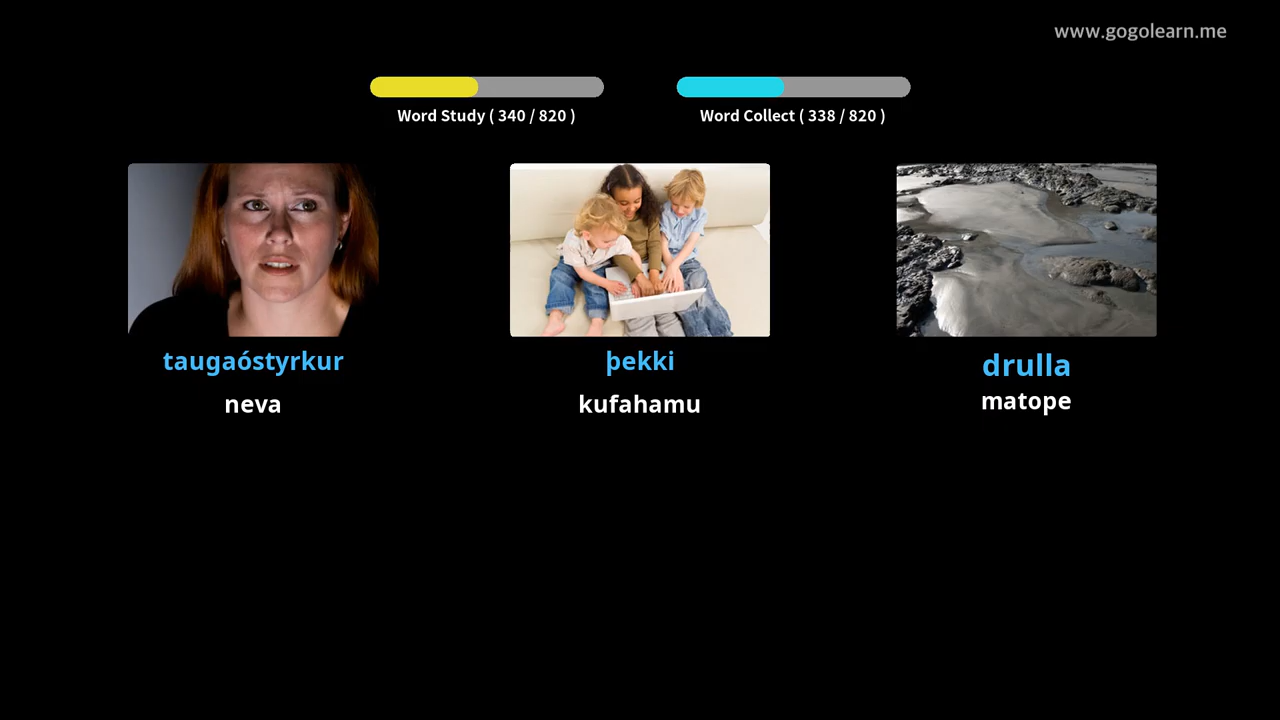 www.gogolearn.me
Word Study ( 340 / 820 )
Word Collect ( 338 / 820 )
taugaóstyrkur
þekki
drulla
neva
kufahamu
matope